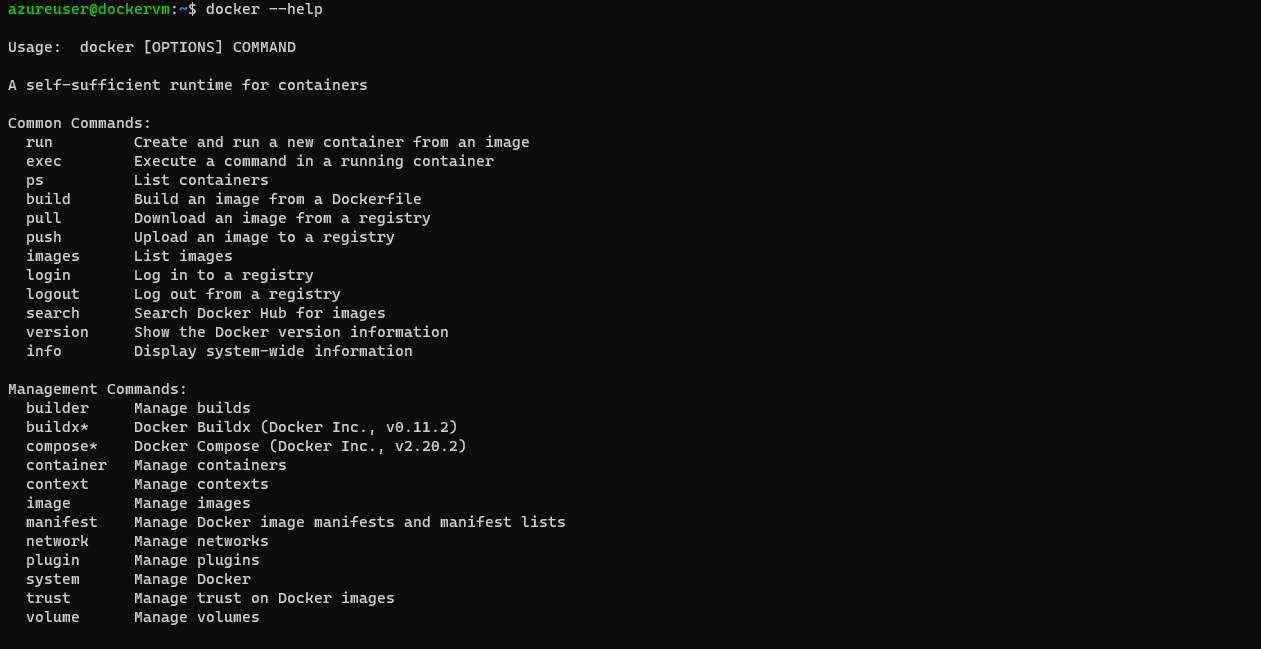 azureuser@dockervm:~$ docker --help
Usage:  docker [OPTIONS] COMMAND
A self-sufficient runtime for containers
Common Commands:
  run         Create and run a new container from an image
  exec        Execute a command in a running container
  ps          List containers
  build       Build an image from a Dockerfile
  pull        Download an image from a registry
  push        Upload an image to a registry
  images      List images
  login       Log in to a registry
  logout      Log out from a registry
  search      Search Docker Hub for images
  version     Show the Docker version information
  info        Display system-wide information
Management Commands:
  builder     Manage builds
  buildx*     Docker Buildx (Docker Inc., v0.11.2)
  compose*    Docker Compose (Docker Inc., v2.20.2)
  container   Manage containers
  context     Manage contexts
  image       Manage images
  manifest    Manage Docker image manifests and manifest lists
  network     Manage networks
  plugin      Manage plugins
  system      Manage Docker
  trust       Manage trust on Docker images
  volume      Manage volumes